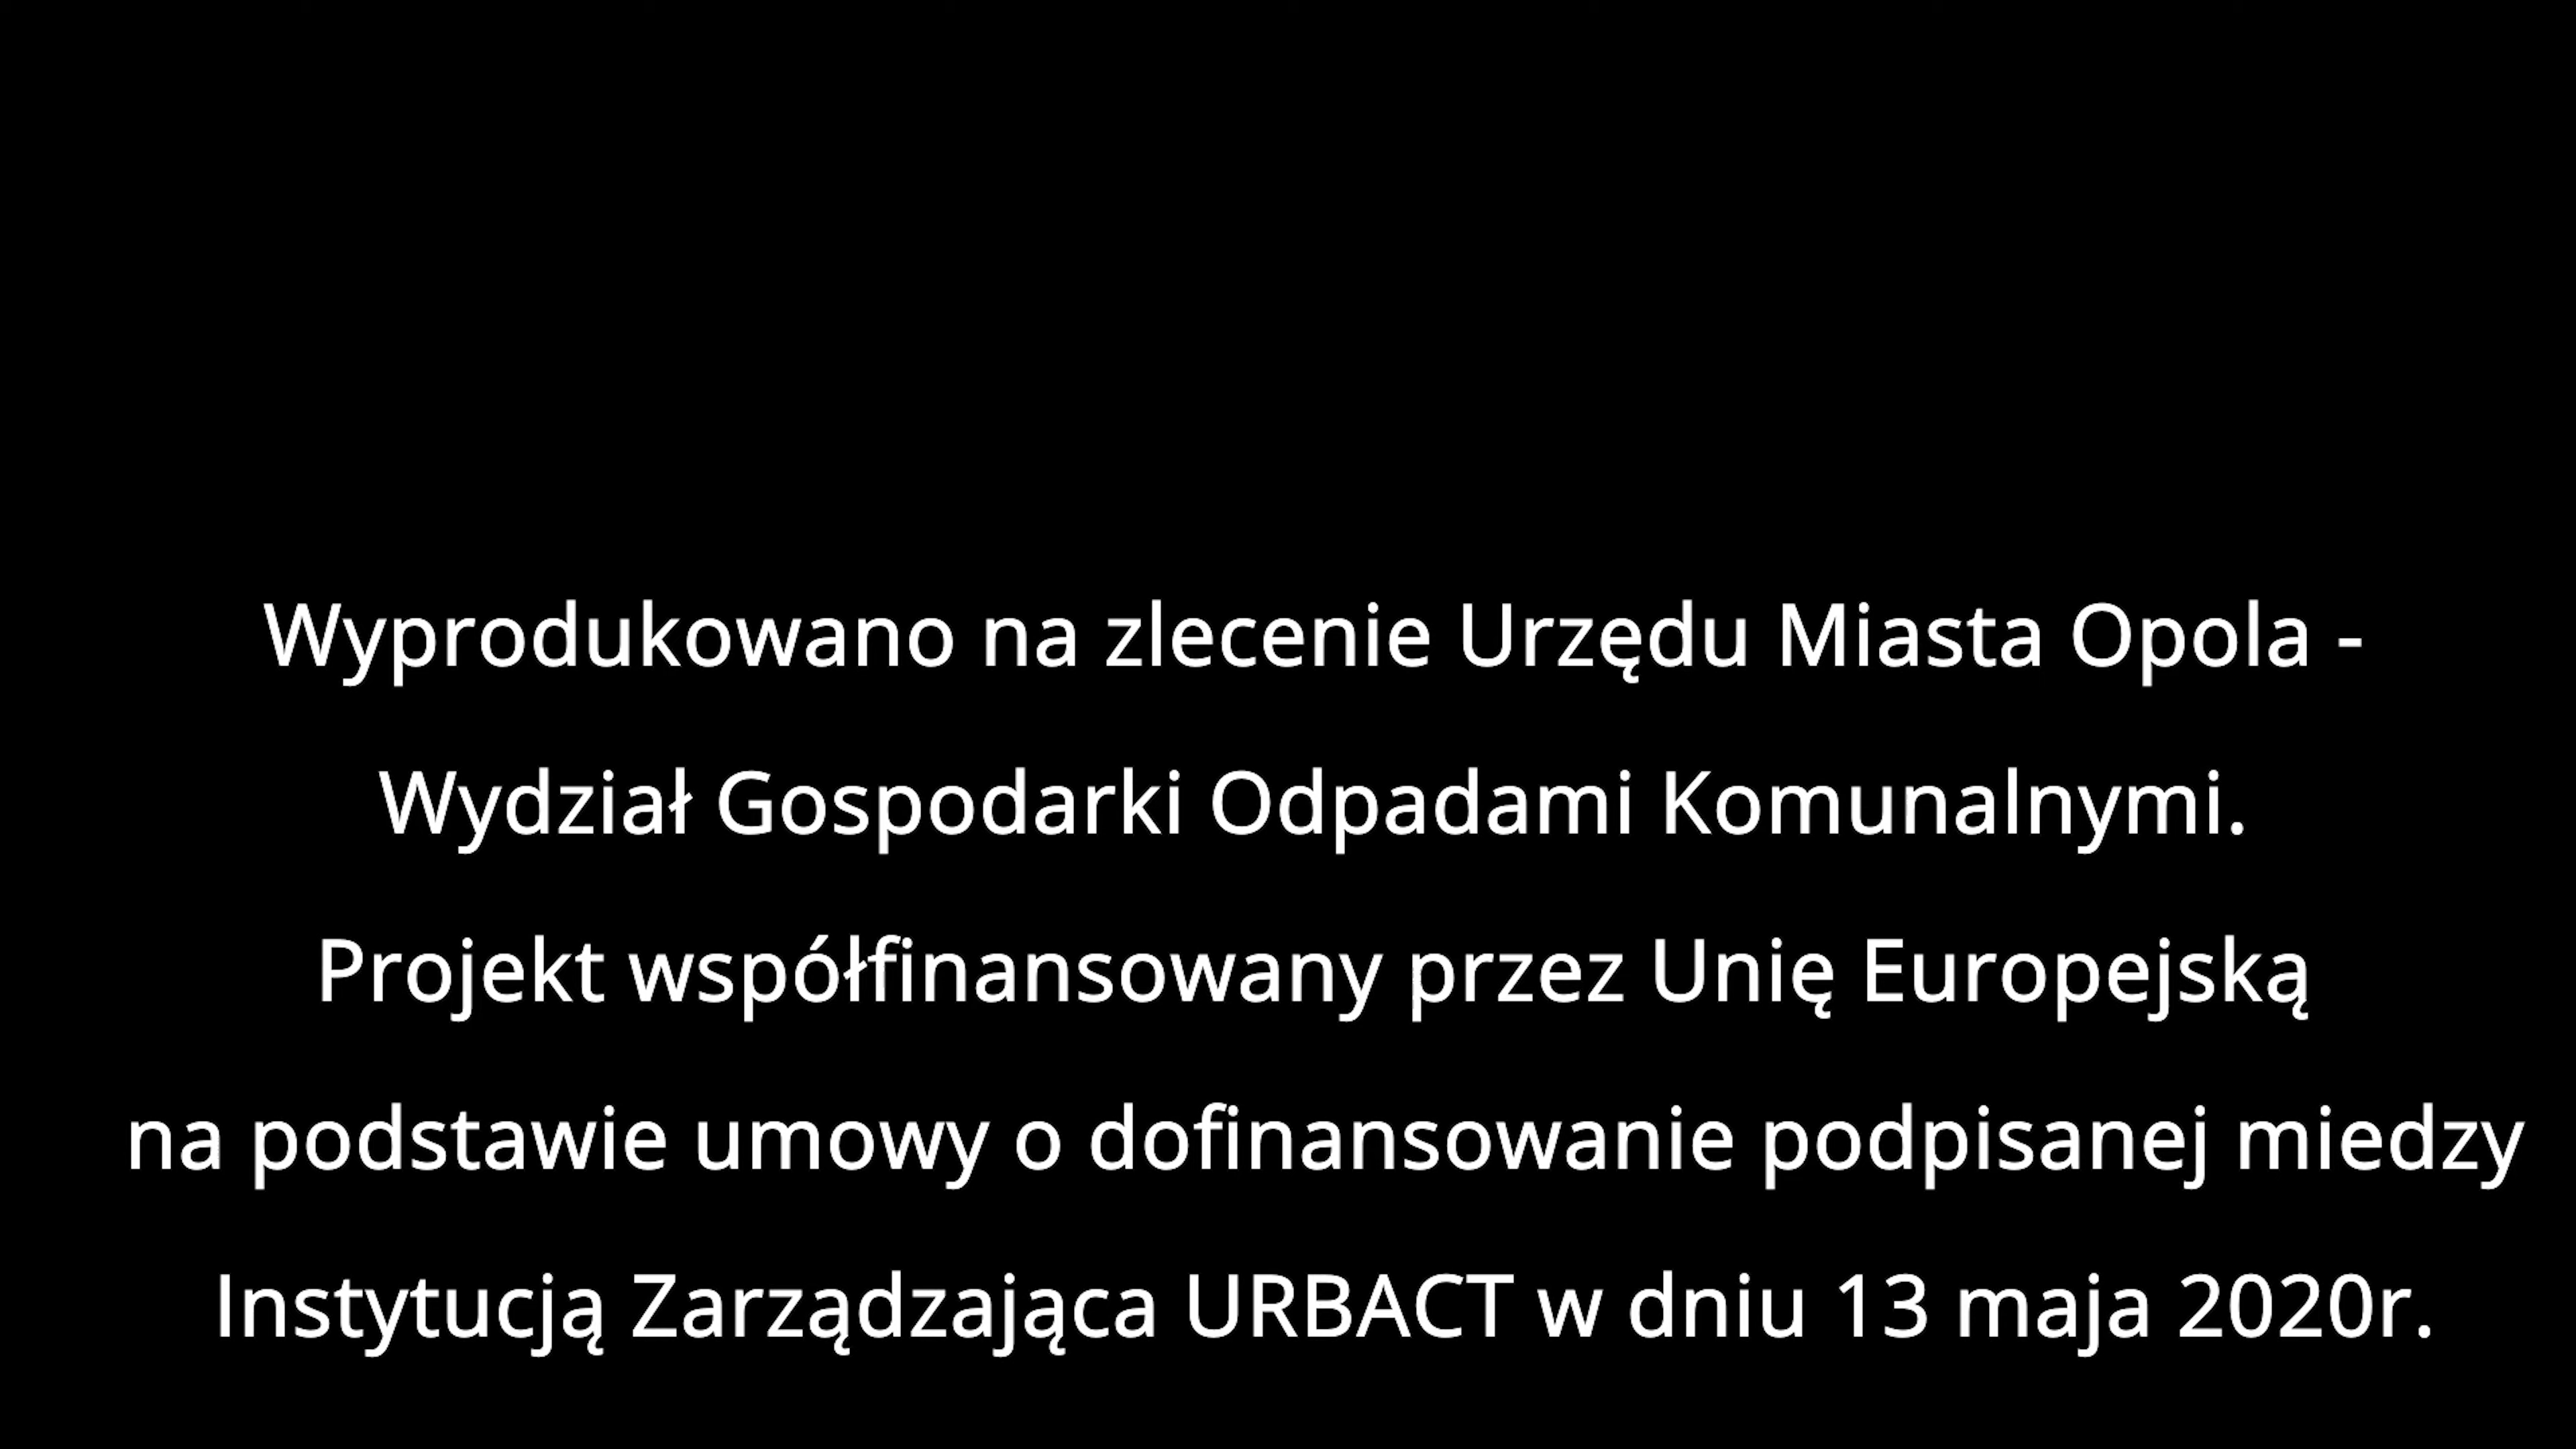 Wyprodukowano na zlecenie Urzędu Miasta Opola -
Wydział Gospodarki Odpadami Komunalnymi.
Projekt współfinansowany przez Unię Europejską
na podstawie umowy o dofinansowanie podpisanej miedzy
Instytucją Zarządzająca URBACT w dniu 13 maja 2020r.